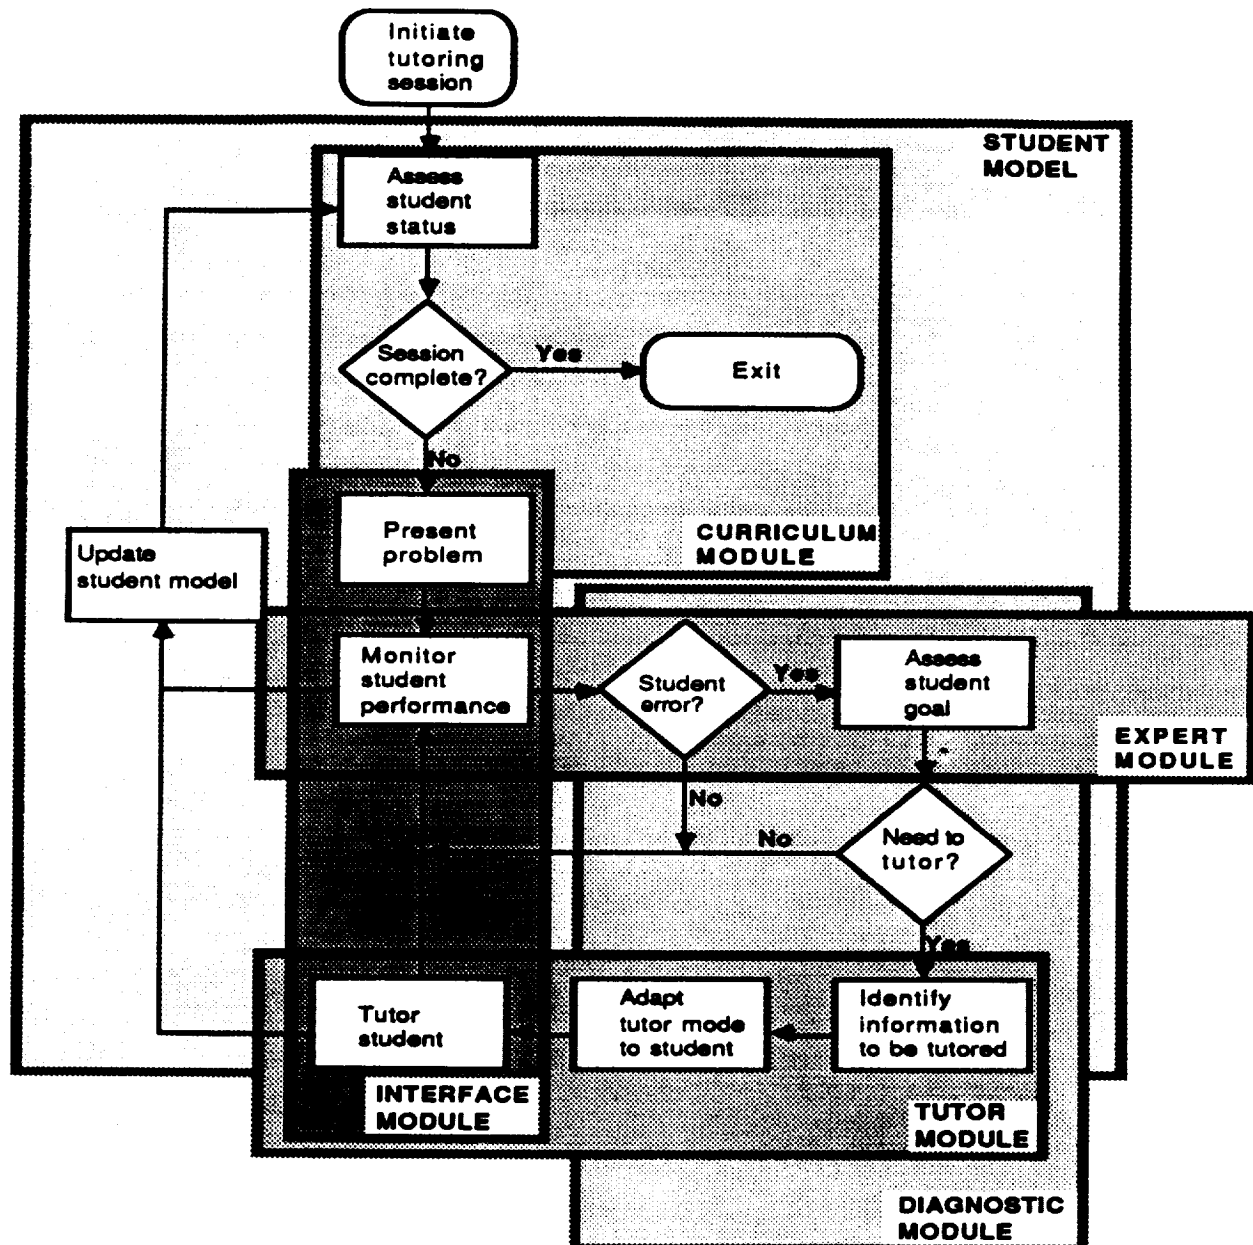 Initiate
tutoring
session
STUDENT
MODEL
Assess
student
status
Session
complete?
Yes
Exit
No
Present
problem
CURRICULUM
MODULE
Update
student model
Monitor
student
performance
Student
error?
Yes
Assess
student
goal
EXPERT
MODULE
No
No
Need to
tutor?
Yes
Tutor
student
Adapt
tutor mode
to student
Identify
information
to be tutored
INTERFACE
MODULE
TUTOR
MODULE
DIAGNOSTIC
MODULE